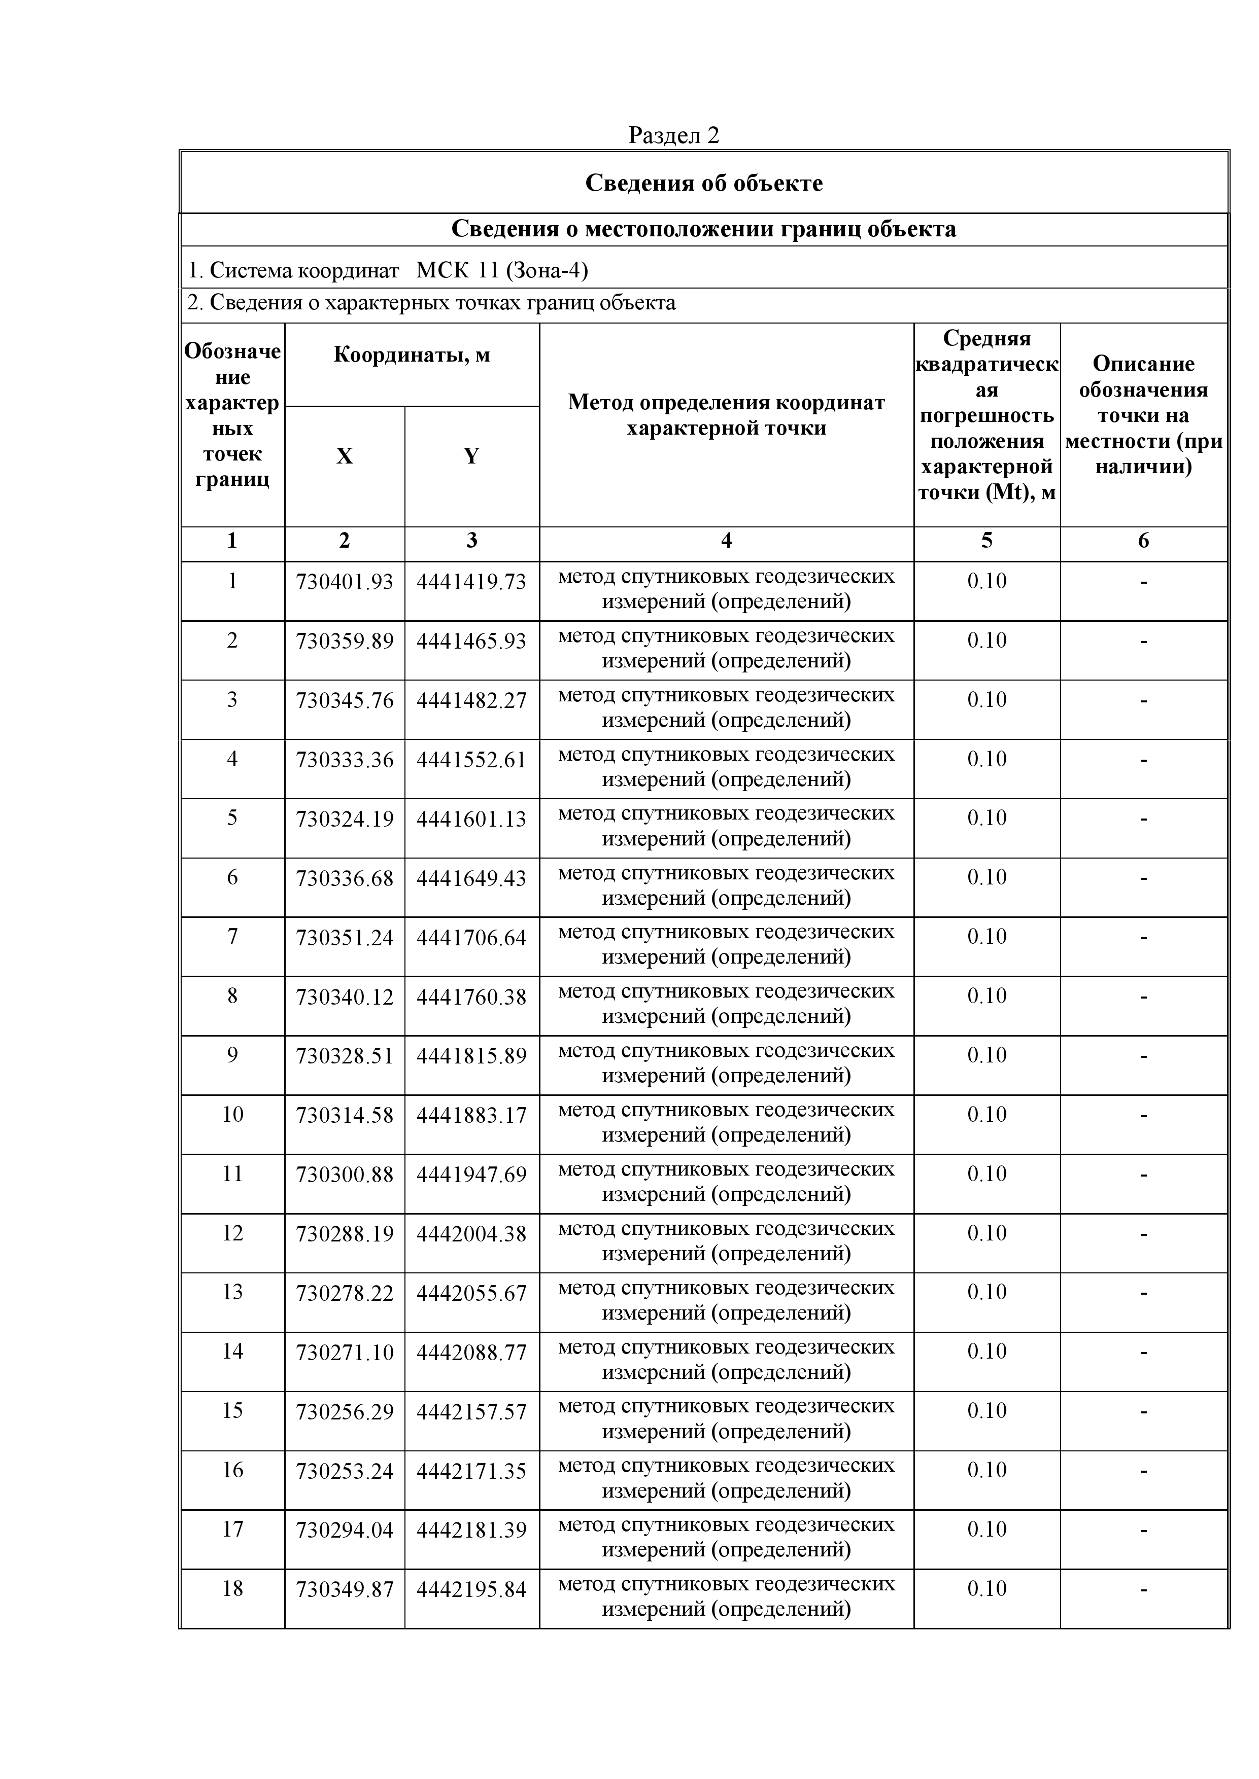 Раздел 2
Сведения об объекте
Сведения о местоположении границ объекта
1. Система координат МСК 11 (Зона-4)
2. Сведения о характерных точках границ объекта
Обозначе
ние
характер
ных
точек
границ
Координаты, м
X
Y
Метод определения координат
характерной точки
Средняя
квадратическ
ая
погрешность
положения
характерной
точки (Mt), м
Описание
обозначения
точки на
местности (при
наличии)
1 2 3 4 5 6
1 730401.93 4441419.73 метод спутниковых геодезических
измерений (определений) 0.10 -
2 730359.89 4441465.93 метод спутниковых геодезических
измерений (определений) 0.10 -
3 730345.76 4441482.27 метод спутниковых геодезических
измерений (определений) 0.10 -
4 730333.36 4441552.61 метод спутниковых геодезических
измерений (определений) 0.10 -
5 730324.19 4441601.13 метод спутниковых геодезических
измерений (определений) 0.10 -
6 730336.68 4441649.43 метод спутниковых геодезических
измерений (определений) 0.10 -
7 730351.24 4441706.64 метод спутниковых геодезических
измерений (определений) 0.10 -
8 730340.12 4441760.38 метод спутниковых геодезических
измерений (определений) 0.10 -
9 730328.51 4441815.89 метод спутниковых геодезических
измерений (определений) 0.10 -
10 730314.58 4441883.17 метод спутниковых геодезических
измерений (определений) 0.10 -
11 730300.88 4441947.69 метод спутниковых геодезических
измерений (определений) 0.10 -
12 730288.19 4442004.38 метод спутниковых геодезических
измерений (определений) 0.10 -
13 730278.22 4442055.67 метод спутниковых геодезических
измерений (определений) 0.10 -
14 730271.10 4442088.77 метод спутниковых геодезических
измерений (определений) 0.10 -
15 730256.29 4442157.57 метод спутниковых геодезических
измерений (определений) 0.10 -
16 730253.24 4442171.35 метод спутниковых геодезических
измерений (определений) 0.10 -
17 730294.04 4442181.39 метод спутниковых геодезических
измерений (определений) 0.10 -
18 730349.87 4442195.84 метод спутниковых геодезических
измерений (определений) 0.10 -